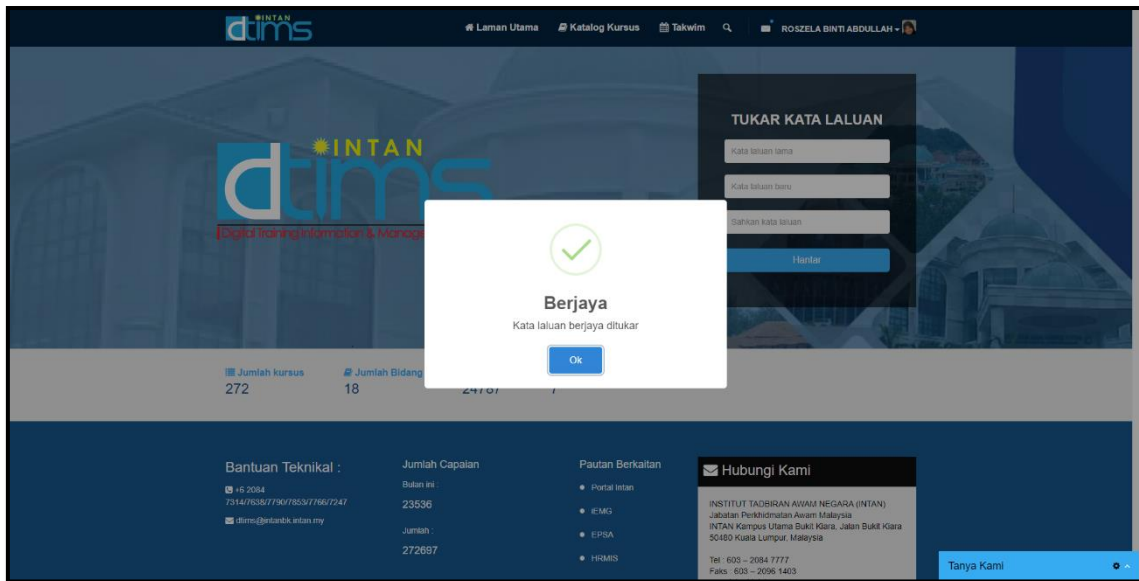 INTAN
dtims
Laman Utama
Katalog Kursus
Takwim
ROSZELA BINTI ABDULLAH
INTAN
dtims
Digital Training Information &
TUKAR KATA LALUAN
Kata laluan lama
Kata laluan baru
Sahkan kata laluan
Hantar
Berjaya
Kata laluan berjaya ditukar
Ok
Jumlah kursus
272
Jumlah Bidang
18
24787
7
Bantuan Teknikal :
+6 2084
7314/7638/7790/7853/7766/7247
dtims@intanbk.intan.my
Jumlah Capaian
Bulan ini :
23536
Jumlah :
272697
Pautan Berkaitan
Portal Intan
iEMG
EPSA
HRMIS
Hubungi Kami
INSTITUT TADBIRAN AWAM NEGARA (INTAN)
Jabatan Perkhidmatan Awam Malaysia
INTAN Kampus Utama Bukit Kiara, Jalan Bukit Kiara
50480 Kuala Lumpur, Malaysia
Tel : 603 – 2084 7777
Faks : 603 – 2096 1403
Tanya Kami